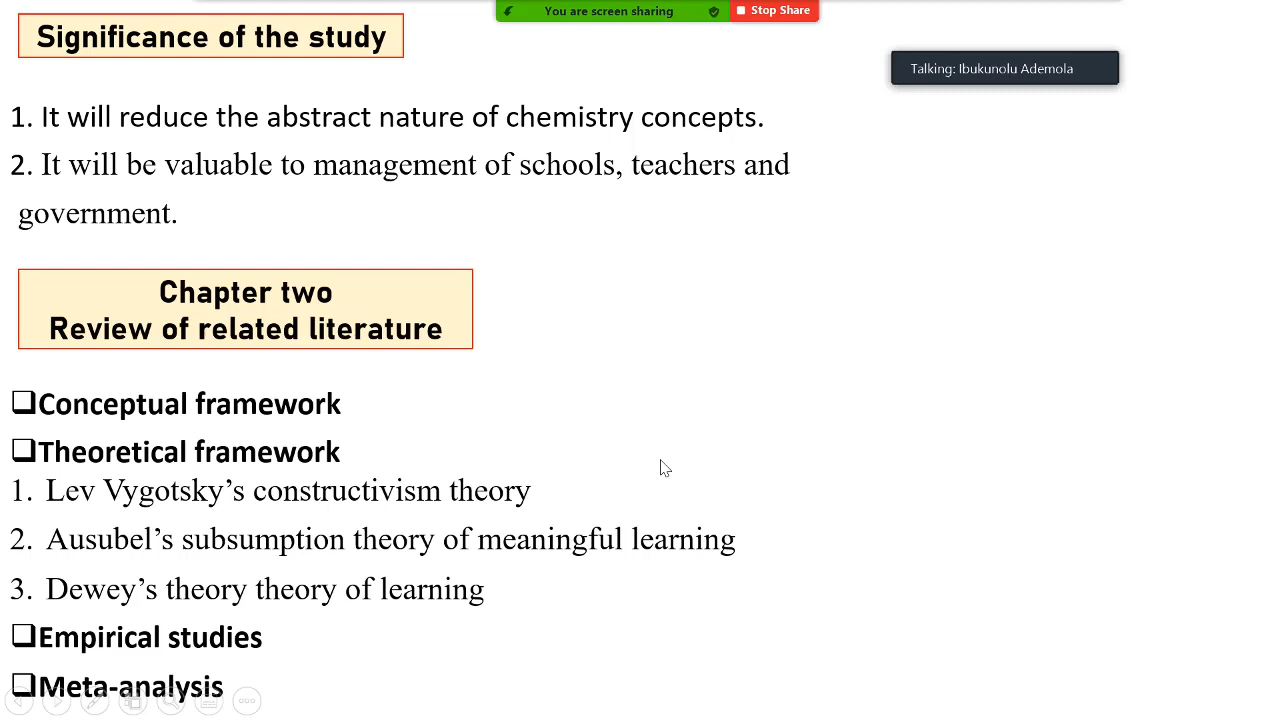 You are screen sharing
Stop Share
Significance of the study
Talking: Ibukunolu Ademola
1. It will reduce the abstract nature of chemistry concepts.
2. It will be valuable to management of schools, teachers and
government.
Chapter two
Review of related literature
❑Conceptual framework
❑Theoretical framework
1. Lev Vygotsky’s constructivism theory
2. Ausubel’s subsumption theory of meaningful learning
3. Dewey’s theory theory of learning
❑Empirical studies
❑Meta-analysis